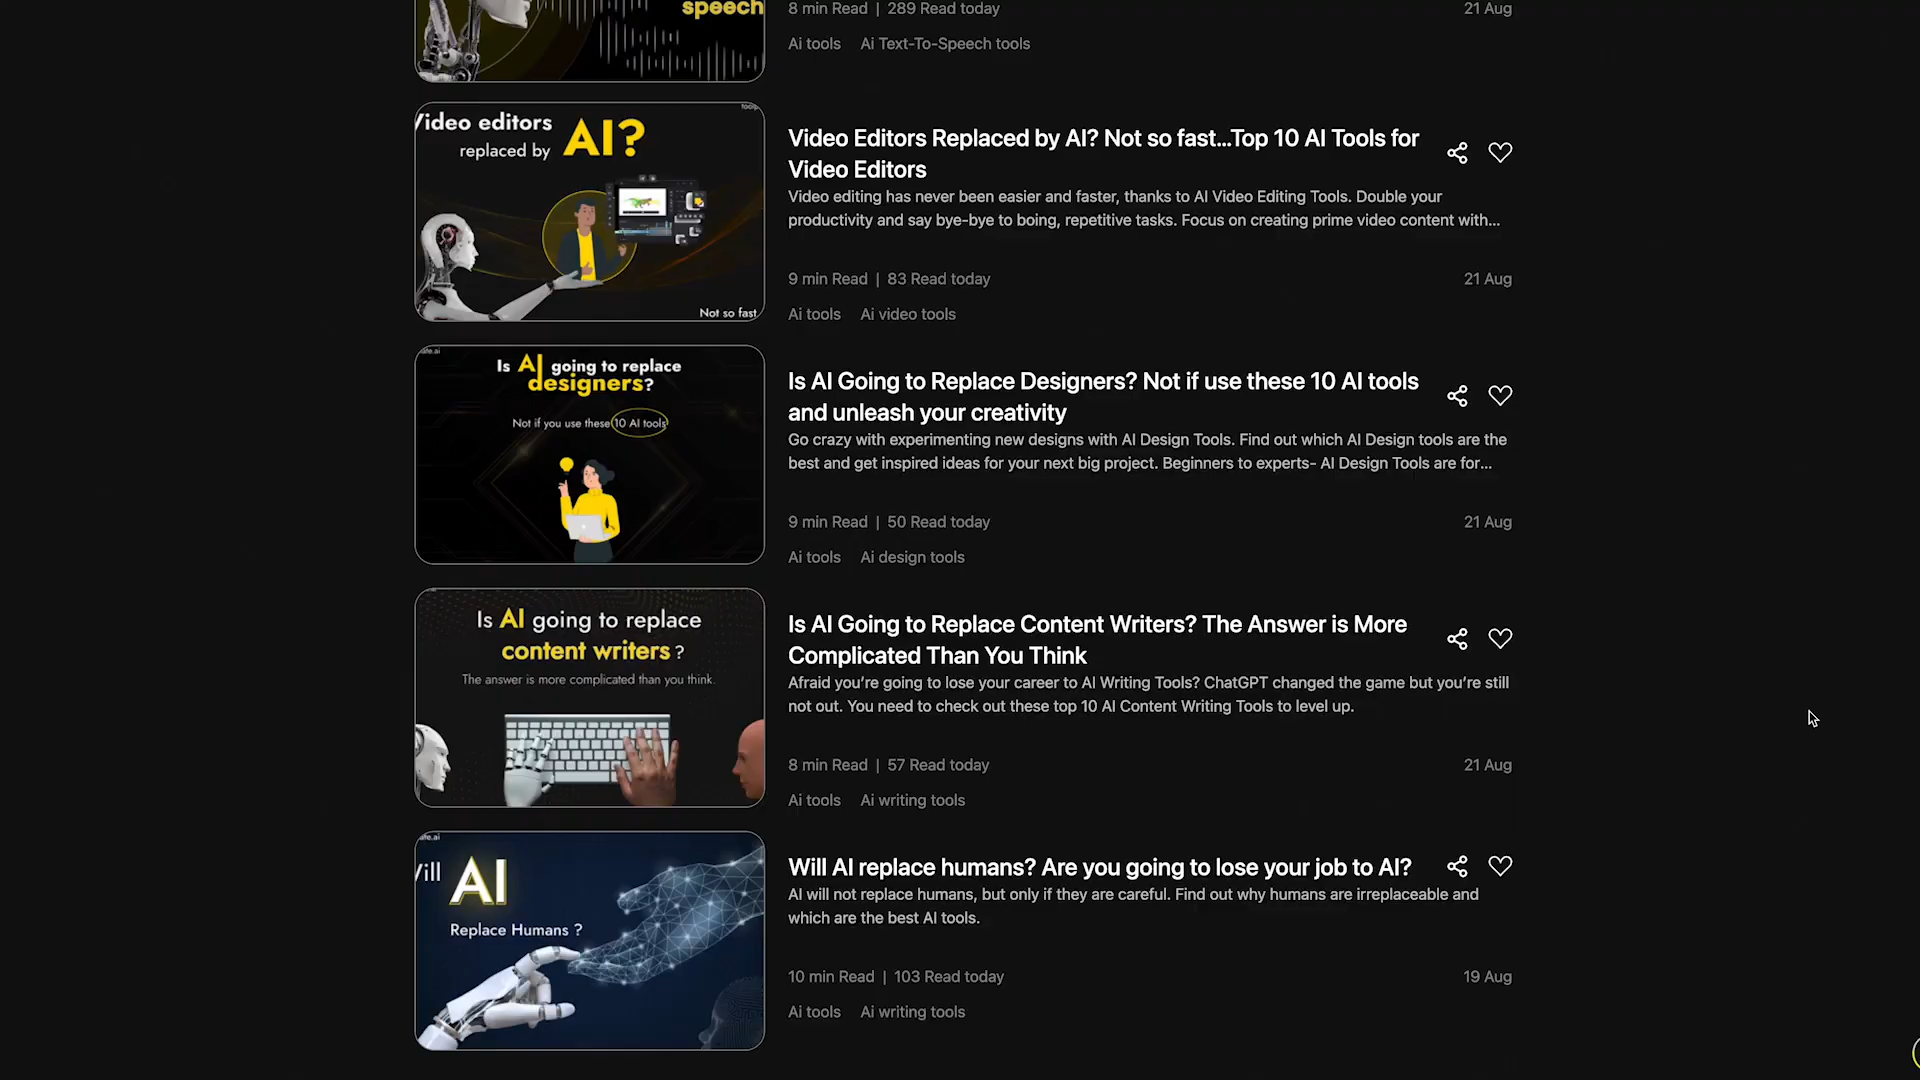 speech
8 min Read | 289 Read today
21 Aug
Ai tools Ai Text-To-Speech tools
Video editors
replaced by AI?
Not so fast
Video Editors Replaced by AI? Not so fast...Top 10 AI Tools for
Video Editors
Video editing has never been easier and faster, thanks to AI Video Editing Tools. Double your
productivity and say bye-bye to boing, repetitive tasks. Focus on creating prime video content with...
9 min Read | 83 Read today
21 Aug
Ai tools Ai video tools
Is AI going to replace
designers?
Not if you use these 10 AI tools
Is AI Going to Replace Designers? Not if use these 10 AI tools
and unleash your creativity
Go crazy with experimenting new designs with AI Design Tools. Find out which AI Design tools are the
best and get inspired ideas for your next big project. Beginners to experts- AI Design Tools are for...
9 min Read | 50 Read today
21 Aug
Ai tools Ai design tools
Is AI going to replace
content writers ?
The answer is more complicated than you think.
Is AI Going to Replace Content Writers? The Answer is More
Complicated Than You Think
Afraid you’re going to lose your career to AI Writing Tools? ChatGPT changed the game but you’re still
not out. You need to check out these top 10 AI Content Writing Tools to level up.
8 min Read | 57 Read today
21 Aug
Ai tools Ai writing tools
Will AI
Replace Humans ?
Will AI replace humans? Are you going to lose your job to AI?
AI will not replace humans, but only if they are careful. Find out why humans are irreplaceable and
which are the best AI tools.
10 min Read | 103 Read today
19 Aug
Ai tools Ai writing tools